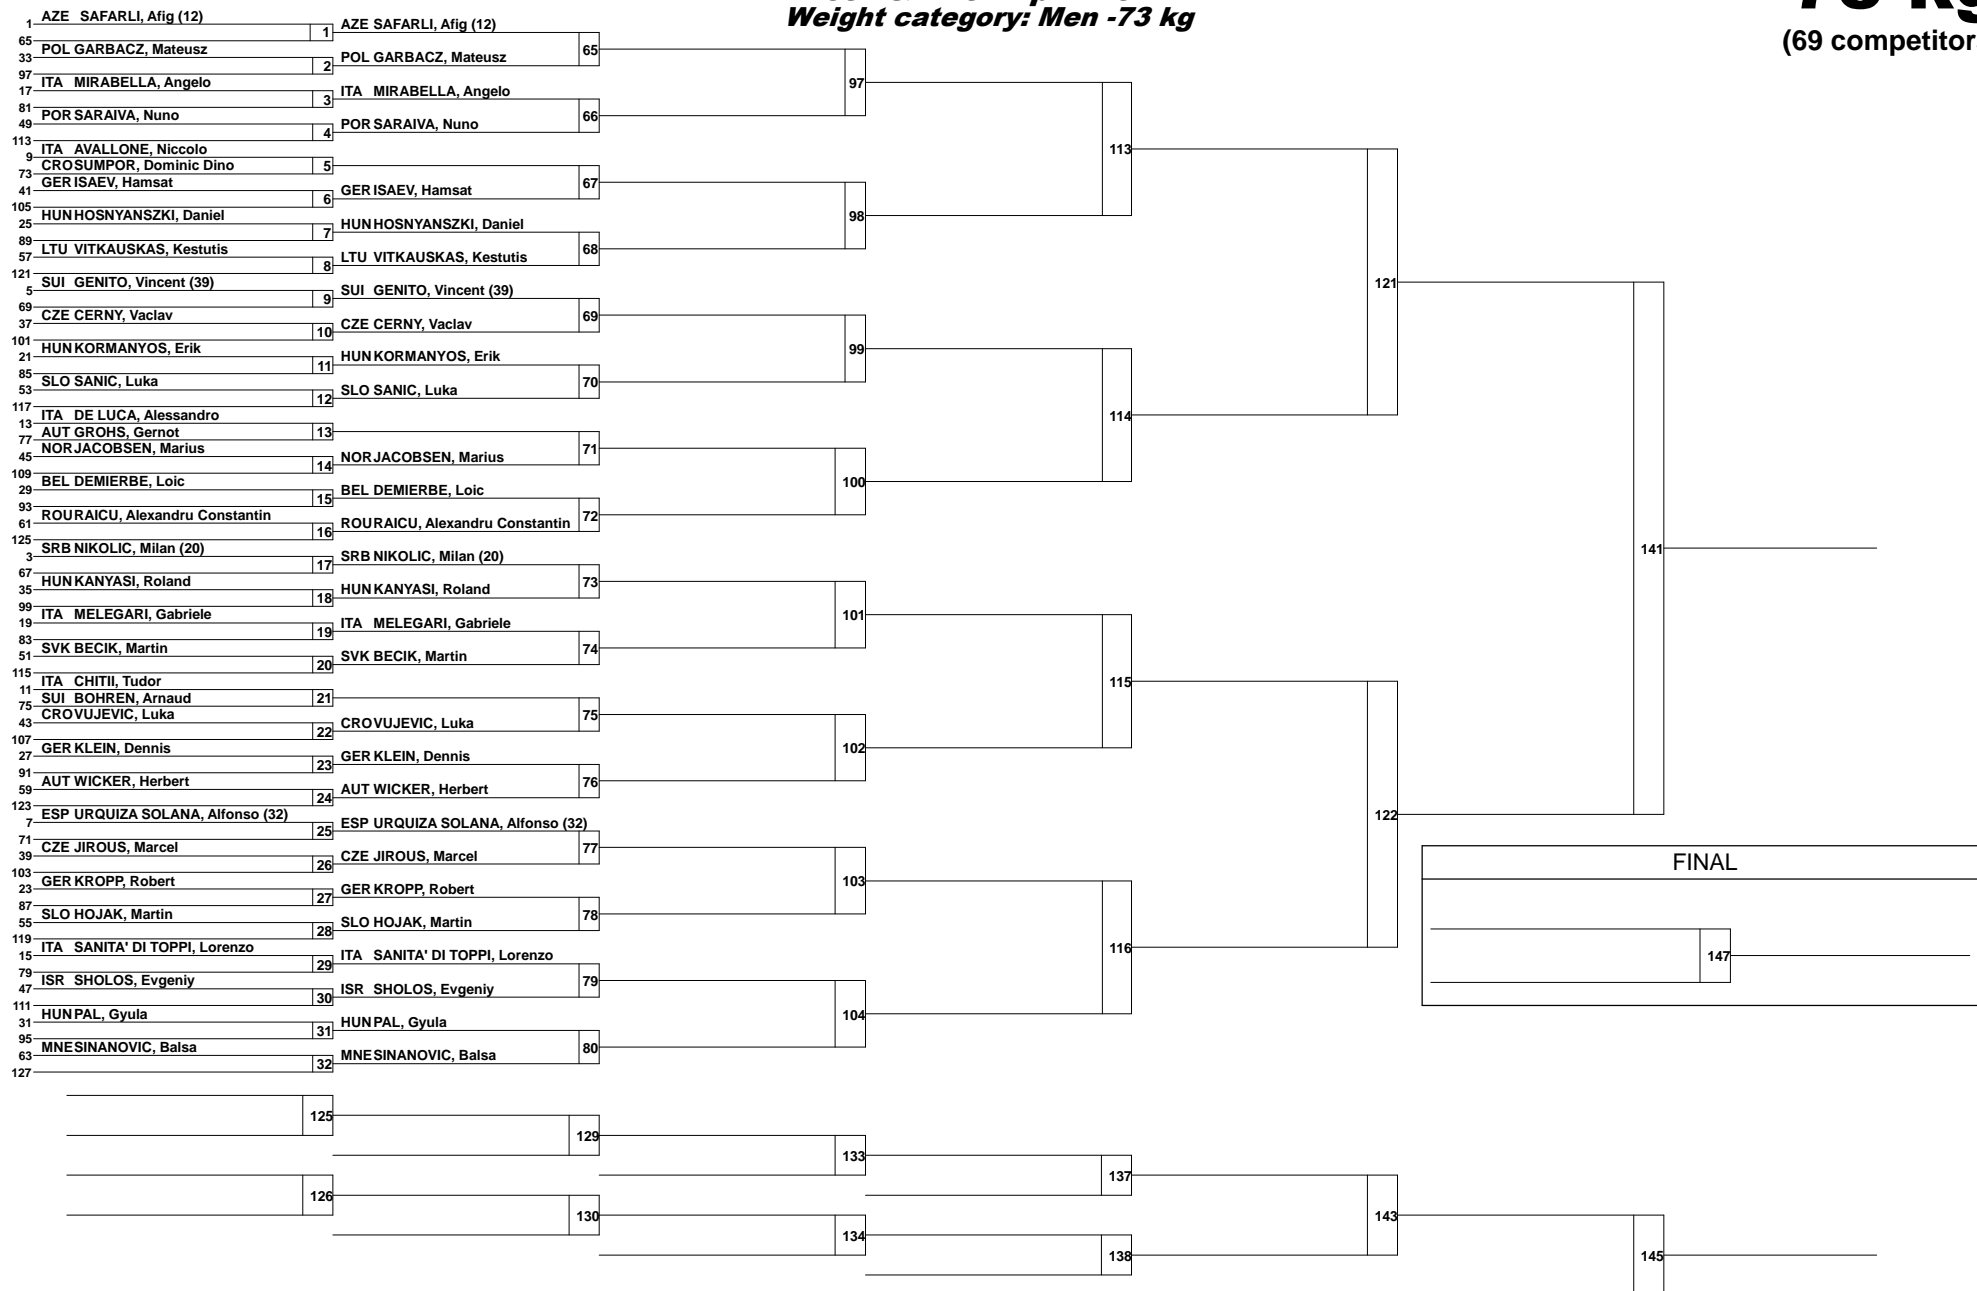 Weight category: Men -73 kg
(69 competitor
1 AZE SAFARLI, Afig (12)
65
1 AZE SAFARLI, Afig (12)
33 POL GARBACZ, Mateusz
97
2 POL GARBACZ, Mateusz
65
17 ITA MIRABELLA, Angelo
81
3 ITA MIRABELLA, Angelo
49 POR SARAIVA, Nuno
113
4 POR SARAIVA, Nuno
66
97
9 ITA AVALLONE, Niccolo
73 CRO SUMPOR, Dominic Dino
5
41 GER ISAEV, Hamsat
105
6 GER ISAEV, Hamsat
67
25 HUN HOSNYANSZKI, Daniel
89
7 HUN HOSNYANSZKI, Daniel
57 LTU VITKAUSKAS, Kestutis
121
8 LTU VITKAUSKAS, Kestutis
68
98
113
5 SUI GENITO, Vincent (39)
69
9 SUI GENITO, Vincent (39)
37 CZE CERNY, Vaclav
101
10 CZE CERNY, Vaclav
69
21 HUN KORMANYOS, Erik
85
11 HUN KORMANYOS, Erik
53 SLO SANIC, Luka
117
12 SLO SANIC, Luka
70
99
13 ITA DE LUCA, Alessandro
77 AUT GROHS, Gernot
13
45 NOR JACOBSEN, Marius
109
14 NOR JACOBSEN, Marius
71
29 BEL DEMIERBE, Loic
93
15 BEL DEMIERBE, Loic
61 ROU RAICU, Alexandru Constantin
125
16 ROU RAICU, Alexandru Constantin
72
100
114
121
3 SRB NIKOLIC, Milan (20)
67
17 SRB NIKOLIC, Milan (20)
35 HUN KANYASI, Roland
99
18 HUN KANYASI, Roland
73
19 ITA MELEGARI, Gabriele
83
19 ITA MELEGARI, Gabriele
51 SVK BECIK, Martin
115
20 SVK BECIK, Martin
74
101
11 ITA CHITII, Tudor
75 SUI BOHREN, Arnaud
21
43 CRO VUJEVIC, Luka
107
22 CRO VUJEVIC, Luka
75
27 GER KLEIN, Dennis
91
23 GER KLEIN, Dennis
59 AUT WICKER, Herbert
123
24 AUT WICKER, Herbert
76
102
115
7 ESP URQUIZA SOLANA, Alfonso (32)
71
25 ESP URQUIZA SOLANA, Alfonso (32)
39 CZE JIROUS, Marcel
103
26 CZE JIROUS, Marcel
77
23 GER KROPP, Robert
87
27 GER KROPP, Robert
55 SLO HOJAK, Martin
119
28 SLO HOJAK, Martin
78
103
15 ITA SANITA' DI TOPPI, Lorenzo
79
29 ITA SANITA' DI TOPPI, Lorenzo
47 ISR SHOLOS, Evgeniy
111
30 ISR SHOLOS, Evgeniy
79
31 HUN PAL, Gyula
95
31 HUN PAL, Gyula
63 MNE SINANOVIC, Balsa
127
32 MNE SINANOVIC, Balsa
80
104
116
122
141
FINAL
147
125
129
133
137
126
130
134
138
143
145